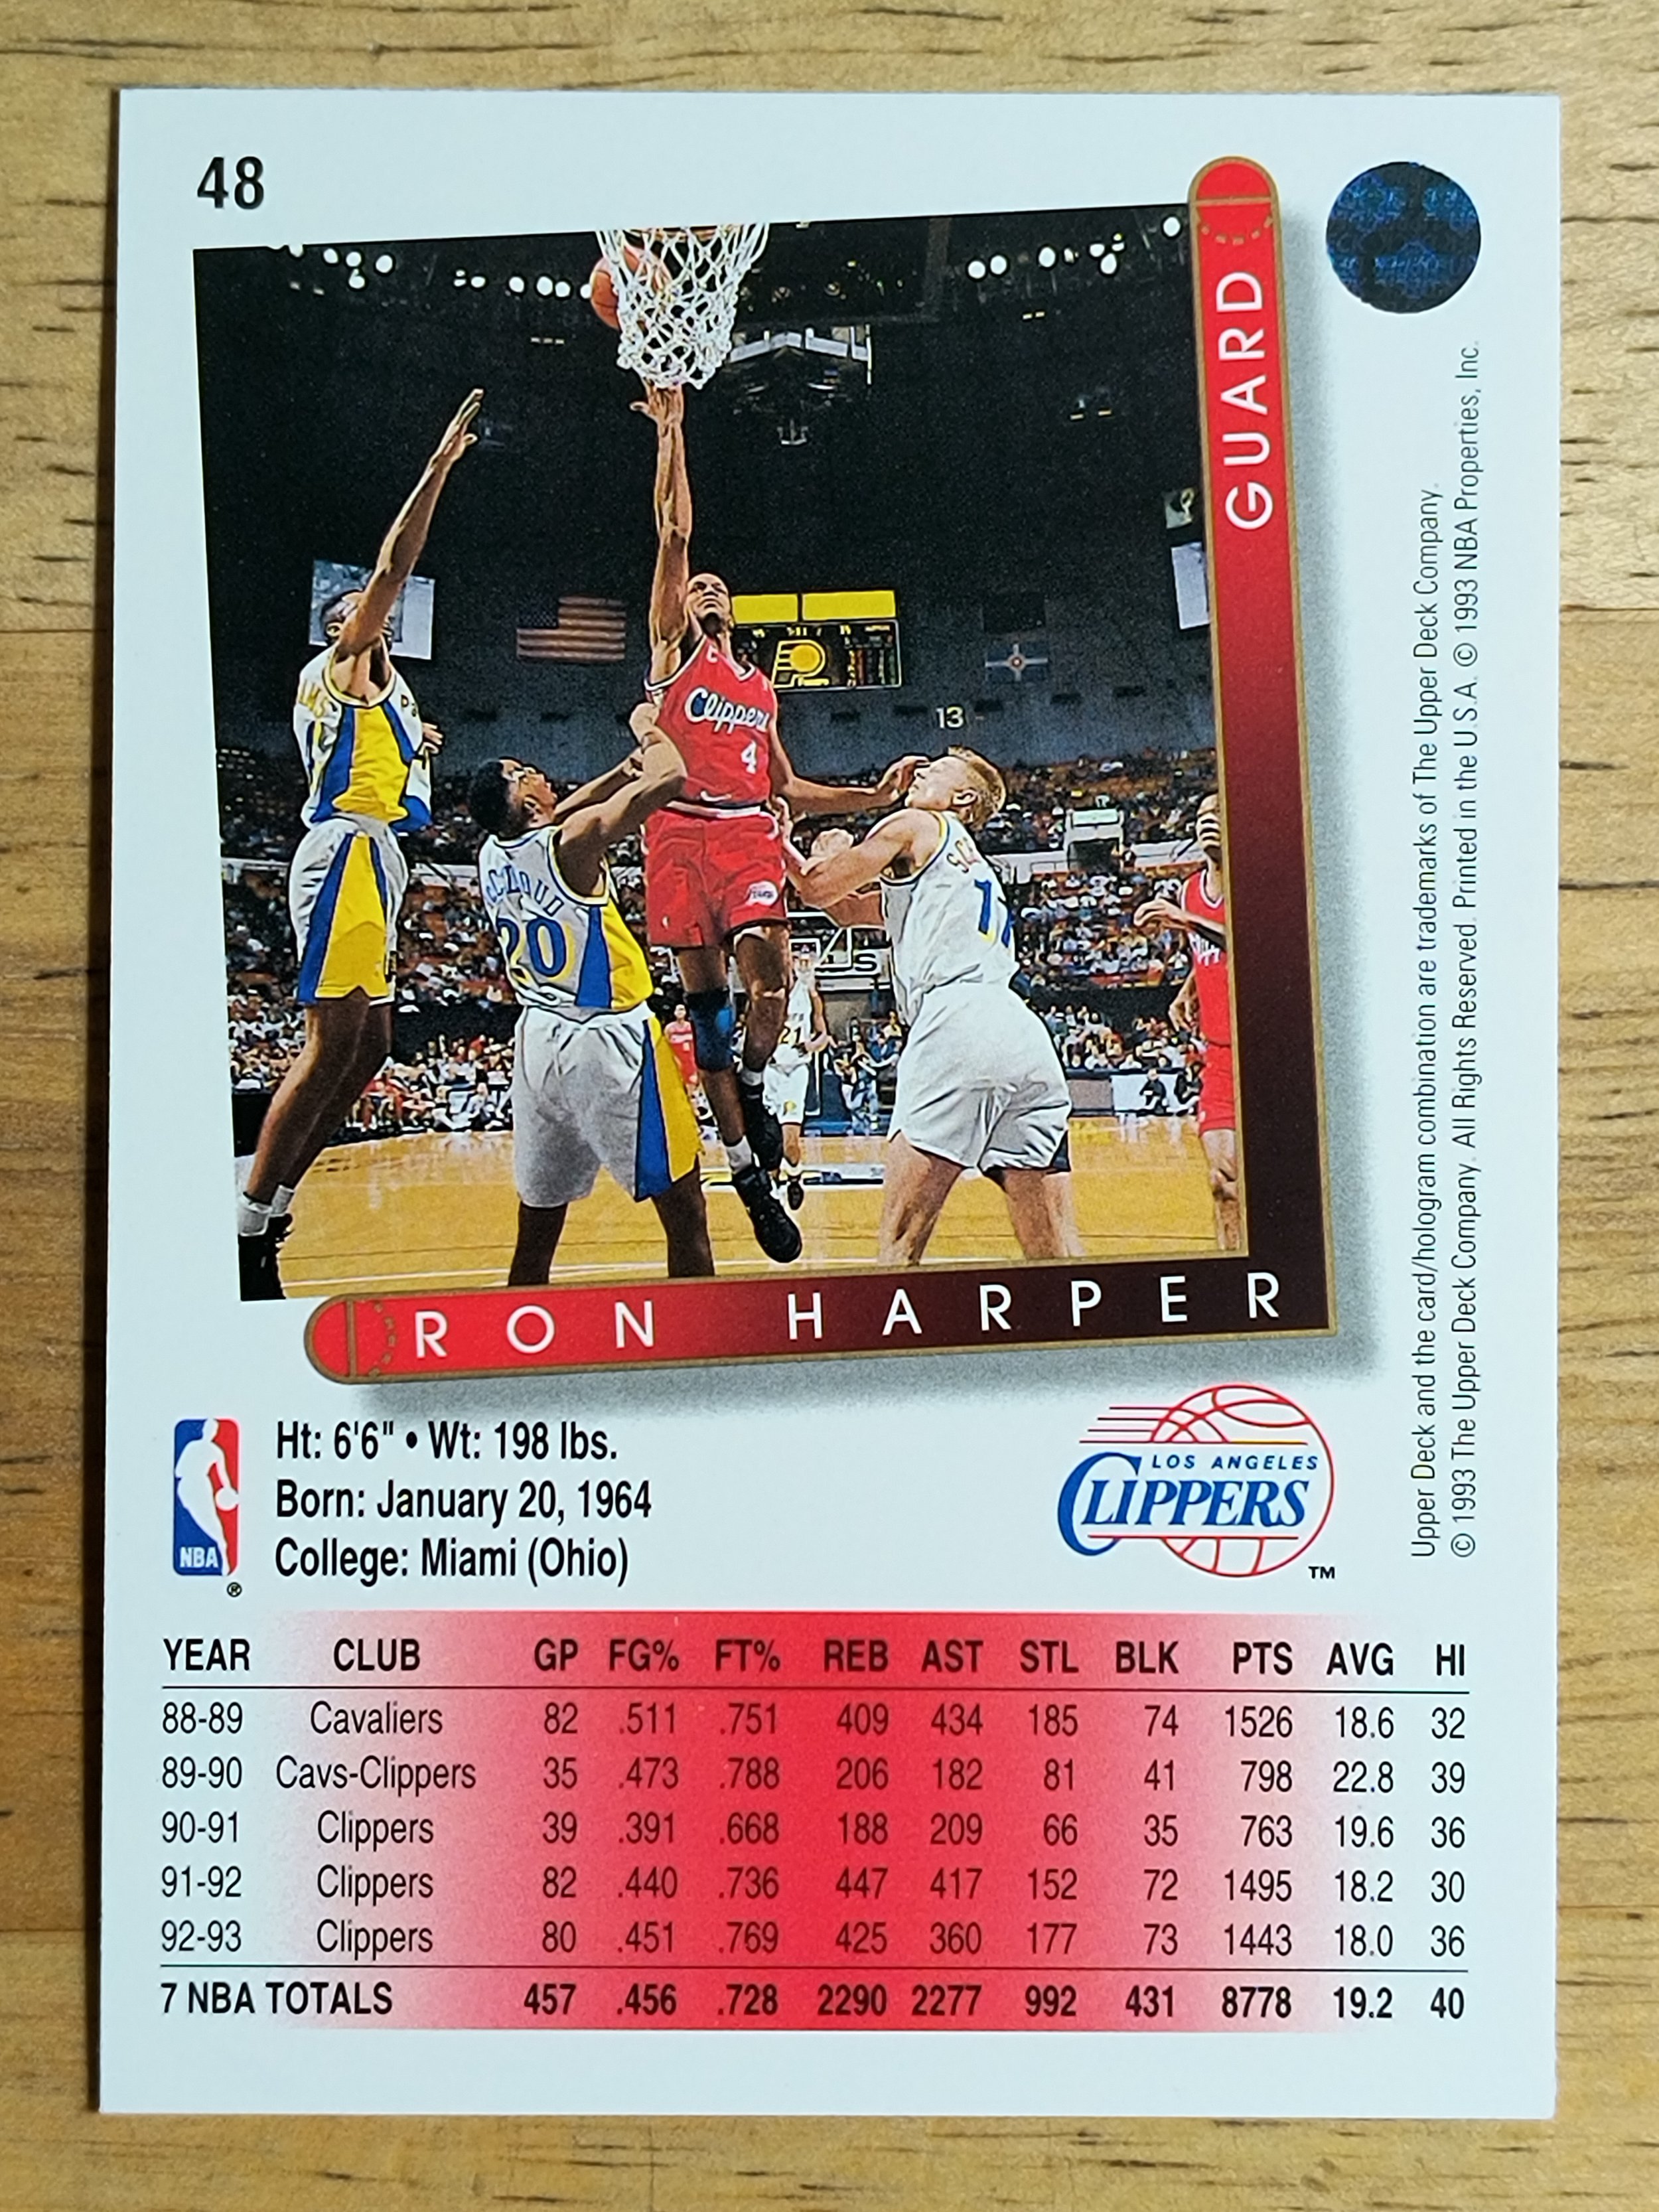 48
GUARD
Clippers
4
13
20
21
RON HARPER
Ht: 6'6" • Wt: 198 lbs.
Born: January 20, 1964
College: Miami (Ohio)
NBA
®
LOS ANGELES
CLIPPERS
TM
Upper Deck and the card/hologram combination are trademarks of The Upper Deck Company.
© 1993 The Upper Deck Company. All Rights Reserved. Printed in the U.S.A. © 1993 NBA Properties, Inc.
YEAR CLUB GP FG% FT% REB AST STL BLK PTS AVG HI
88-89 Cavaliers 82 .511 .751 409 434 185 74 1526 18.6 32
89-90 Cavs-Clippers 35 .473 .788 206 182 81 41 798 22.8 39
90-91 Clippers 39 .391 .668 188 209 66 35 763 19.6 36
91-92 Clippers 82 .440 .736 447 417 152 72 1495 18.2 30
92-93 Clippers 80 .451 .769 425 360 177 73 1443 18.0 36
7 NBA TOTALS 457 .456 .728 2290 2277 992 431 8778 19.2 40